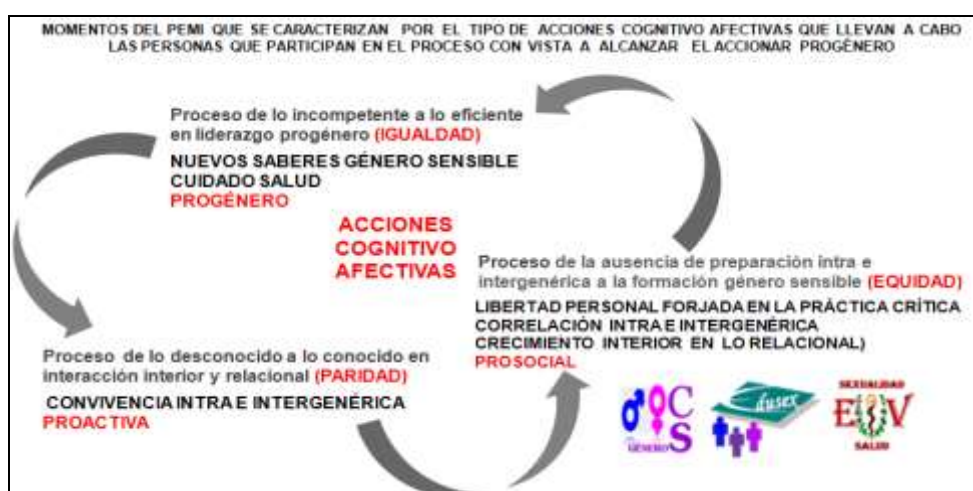 MOMENTOS DEL PEMI QUE SE CARACTERIZAN POR EL TIPO DE ACCIONES COGNITIVO AFECTIVAS QUE LLEVAN A CABO
LAS PERSONAS QUE PARTICIPAN EN EL PROCESO CON VISTA A ALCANZAR EL ACCIONAR PROGÉNERO
Proceso de lo incompetente a lo eficiente
en liderazgo progénero (IGUALDAD)
NUEVOS SABERES GÉNERO SENSIBLE
CUIDADO SALUD
PROGÉNERO
ACCIONES
COGNITIVO
AFECTIVAS
Proceso de la ausencia de preparación intra e
intergenérica a la formación género sensible (EQUIDAD)
LIBERTAD PERSONAL FORJADA EN LA PRÁCTICA CRÍTICA
CORRELACIÓN INTRA E INTERGENÉRICA
CRECIMIENTO INTERIOR EN LO RELACIONAL)
PROSOCIAL
Proceso de lo desconocido a lo conocido en
interacción interior y relacional (PARIDAD)
CONVIVENCIA INTRA E INTERGENÉRICA
PROACTIVA
CS
GÉNERO
Edusex
SEXUALIDAD
EV
SALUD